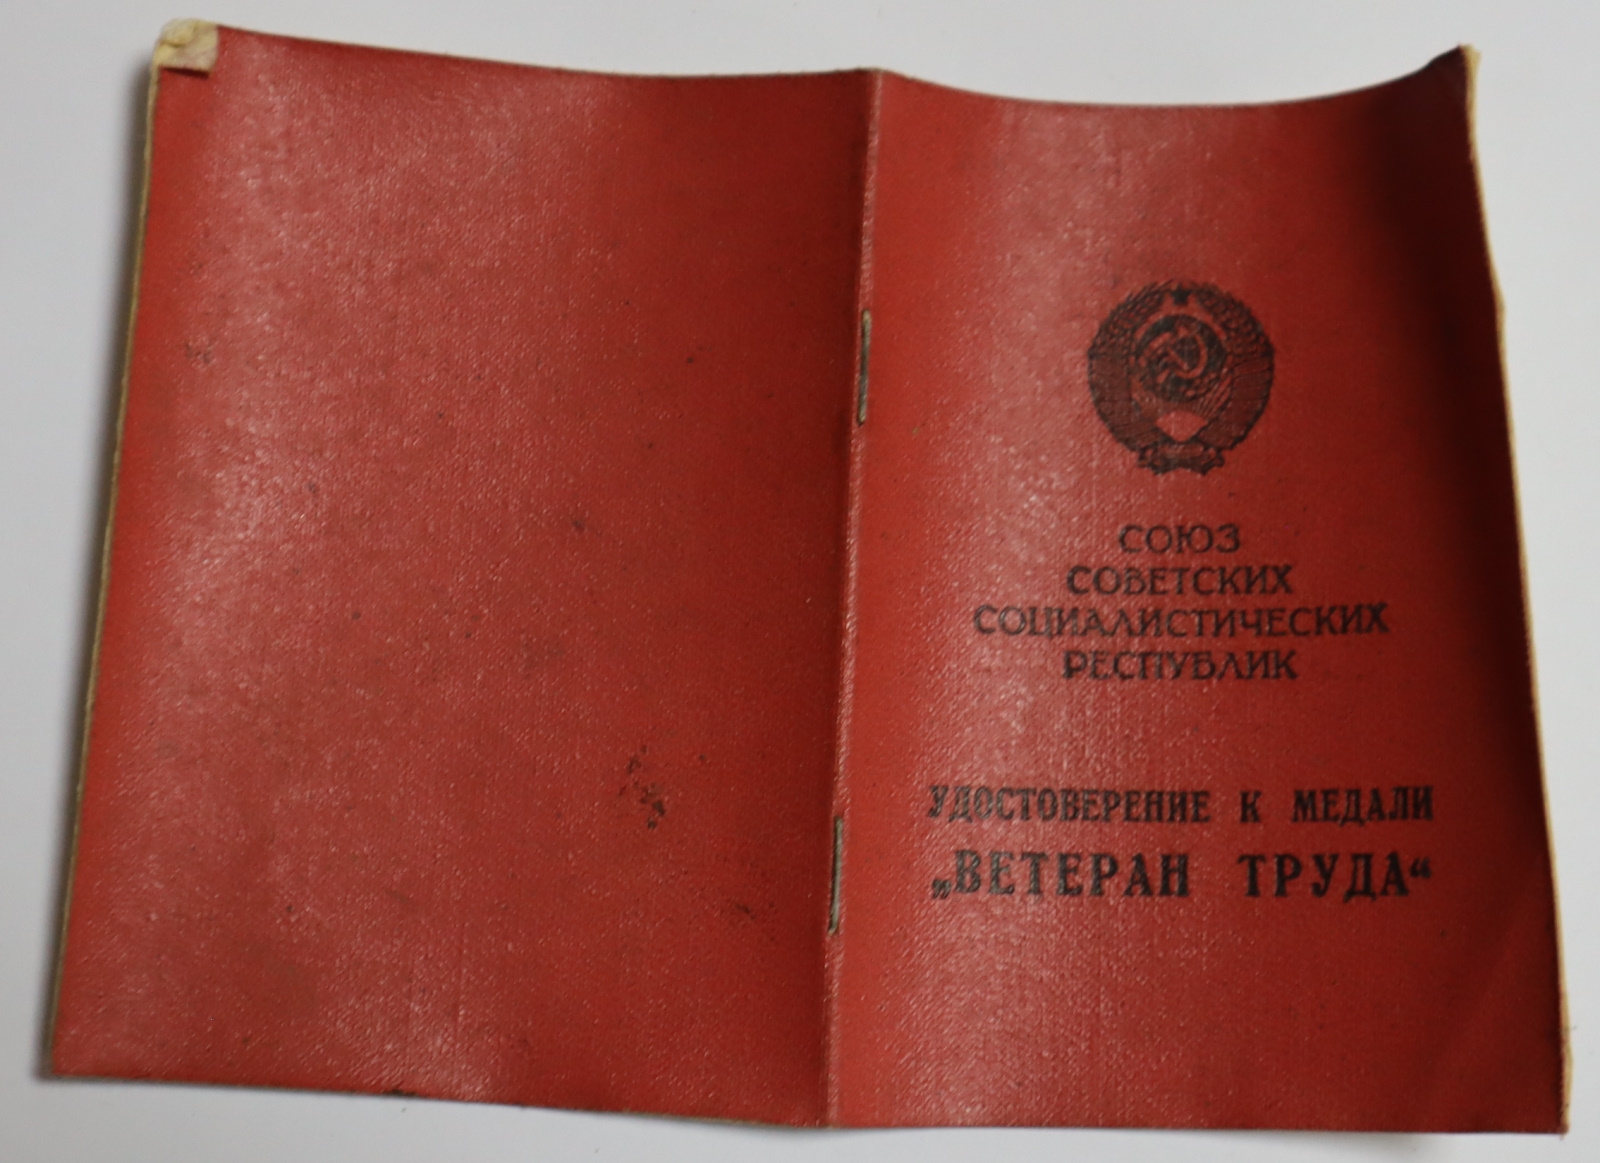 СОЮЗ
СОВЕТСКИХ
СОЦИАЛИСТИЧЕСКИХ
РЕСПУБЛИК
УДОСТОВЕРЕНИЕ К МЕДАЛИ
„ВЕТЕРАН ТРУДА“